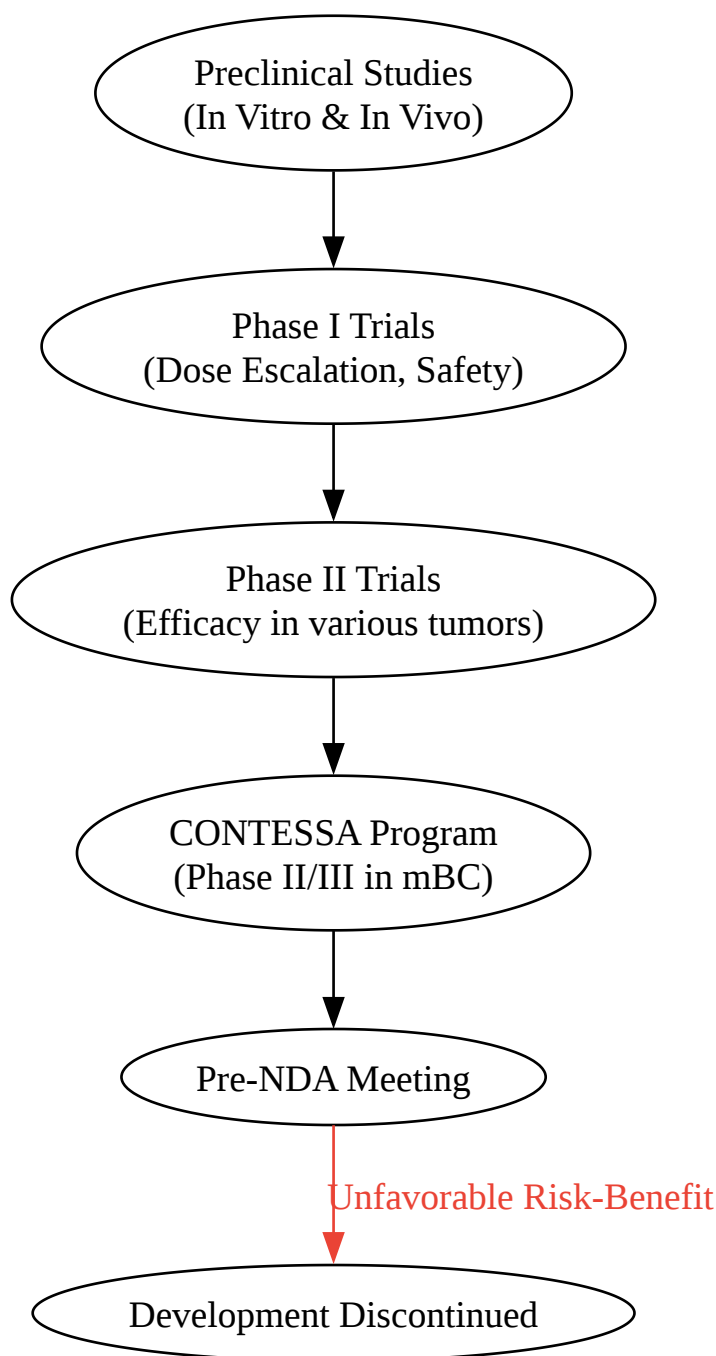 Preclinical Studies
(In Vitro & In Vivo)
Phase I Trials
(Dose Escalation, Safety)
Phase II Trials
(Efficacy in various tumors)
CONTESSA Program
(Phase II/III in mBC)
Pre-NDA Meeting
Unfavorable Risk-Benefit
Development Discontinued